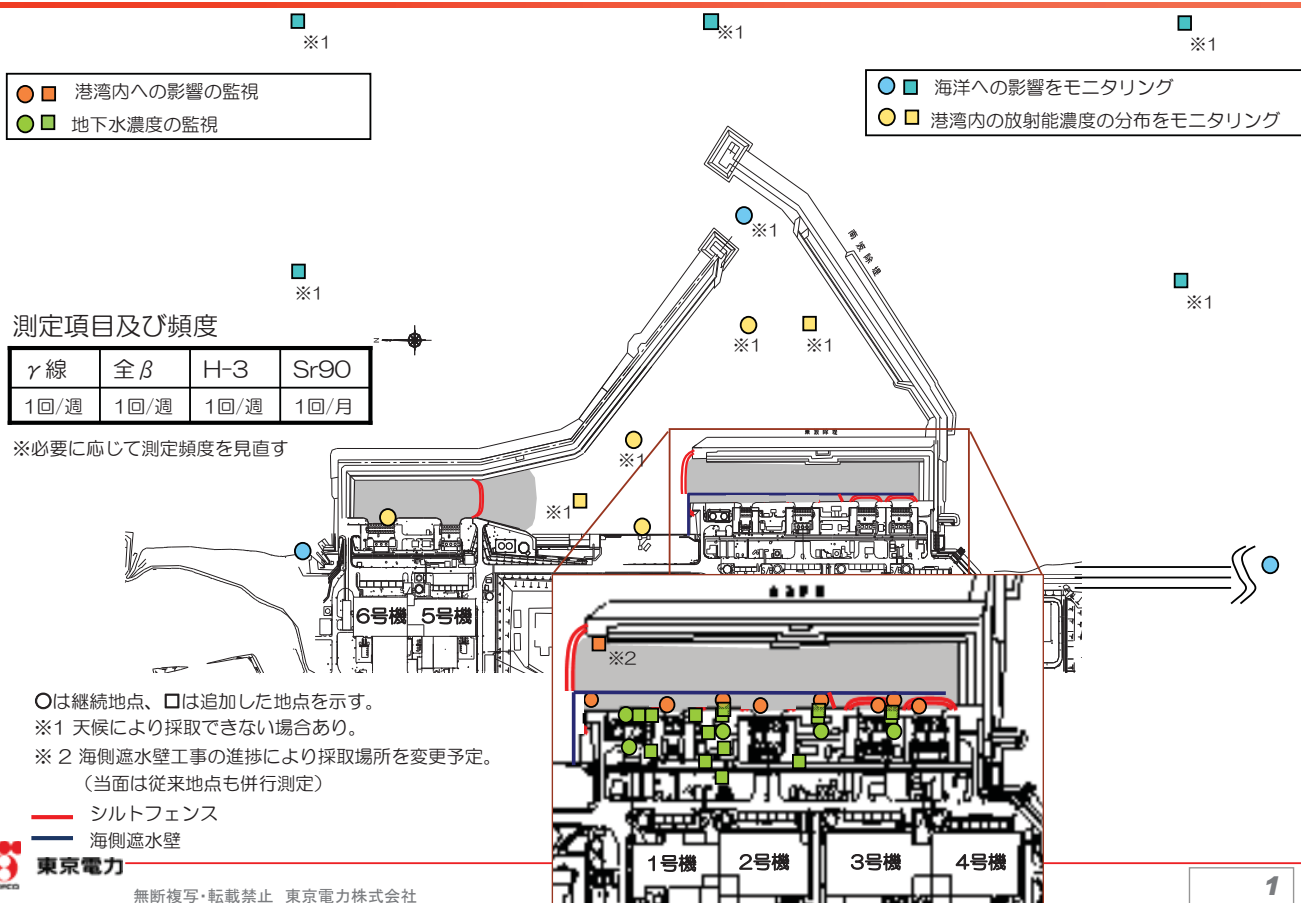 ※1
※1
※1
港湾内への影響の監視
地下水濃度の監視
海洋への影響をモニタリング
港湾内の放射能濃度の分布をモニタリング
※1
南波除堤
※1
※1
測定項目及び頻度
N
γ線 全β H-3 Sr90
1回/週 1回/週 1回/週 1回/月
※必要に応じて測定頻度を見直す
※1
※1
※1
※1
6号機 5号機
※2
○は継続地点、□は追加した地点を示す。
※1 天候により採取できない場合あり。
※2 海側遮水壁工事の進捗により採取場所を変更予定。
（当面は従来地点も併行測定）
シルトフェンス
海側遮水壁
1号機 2号機 3号機 4号機
東京電力
無断複写・転載禁止 東京電力株式会社
1